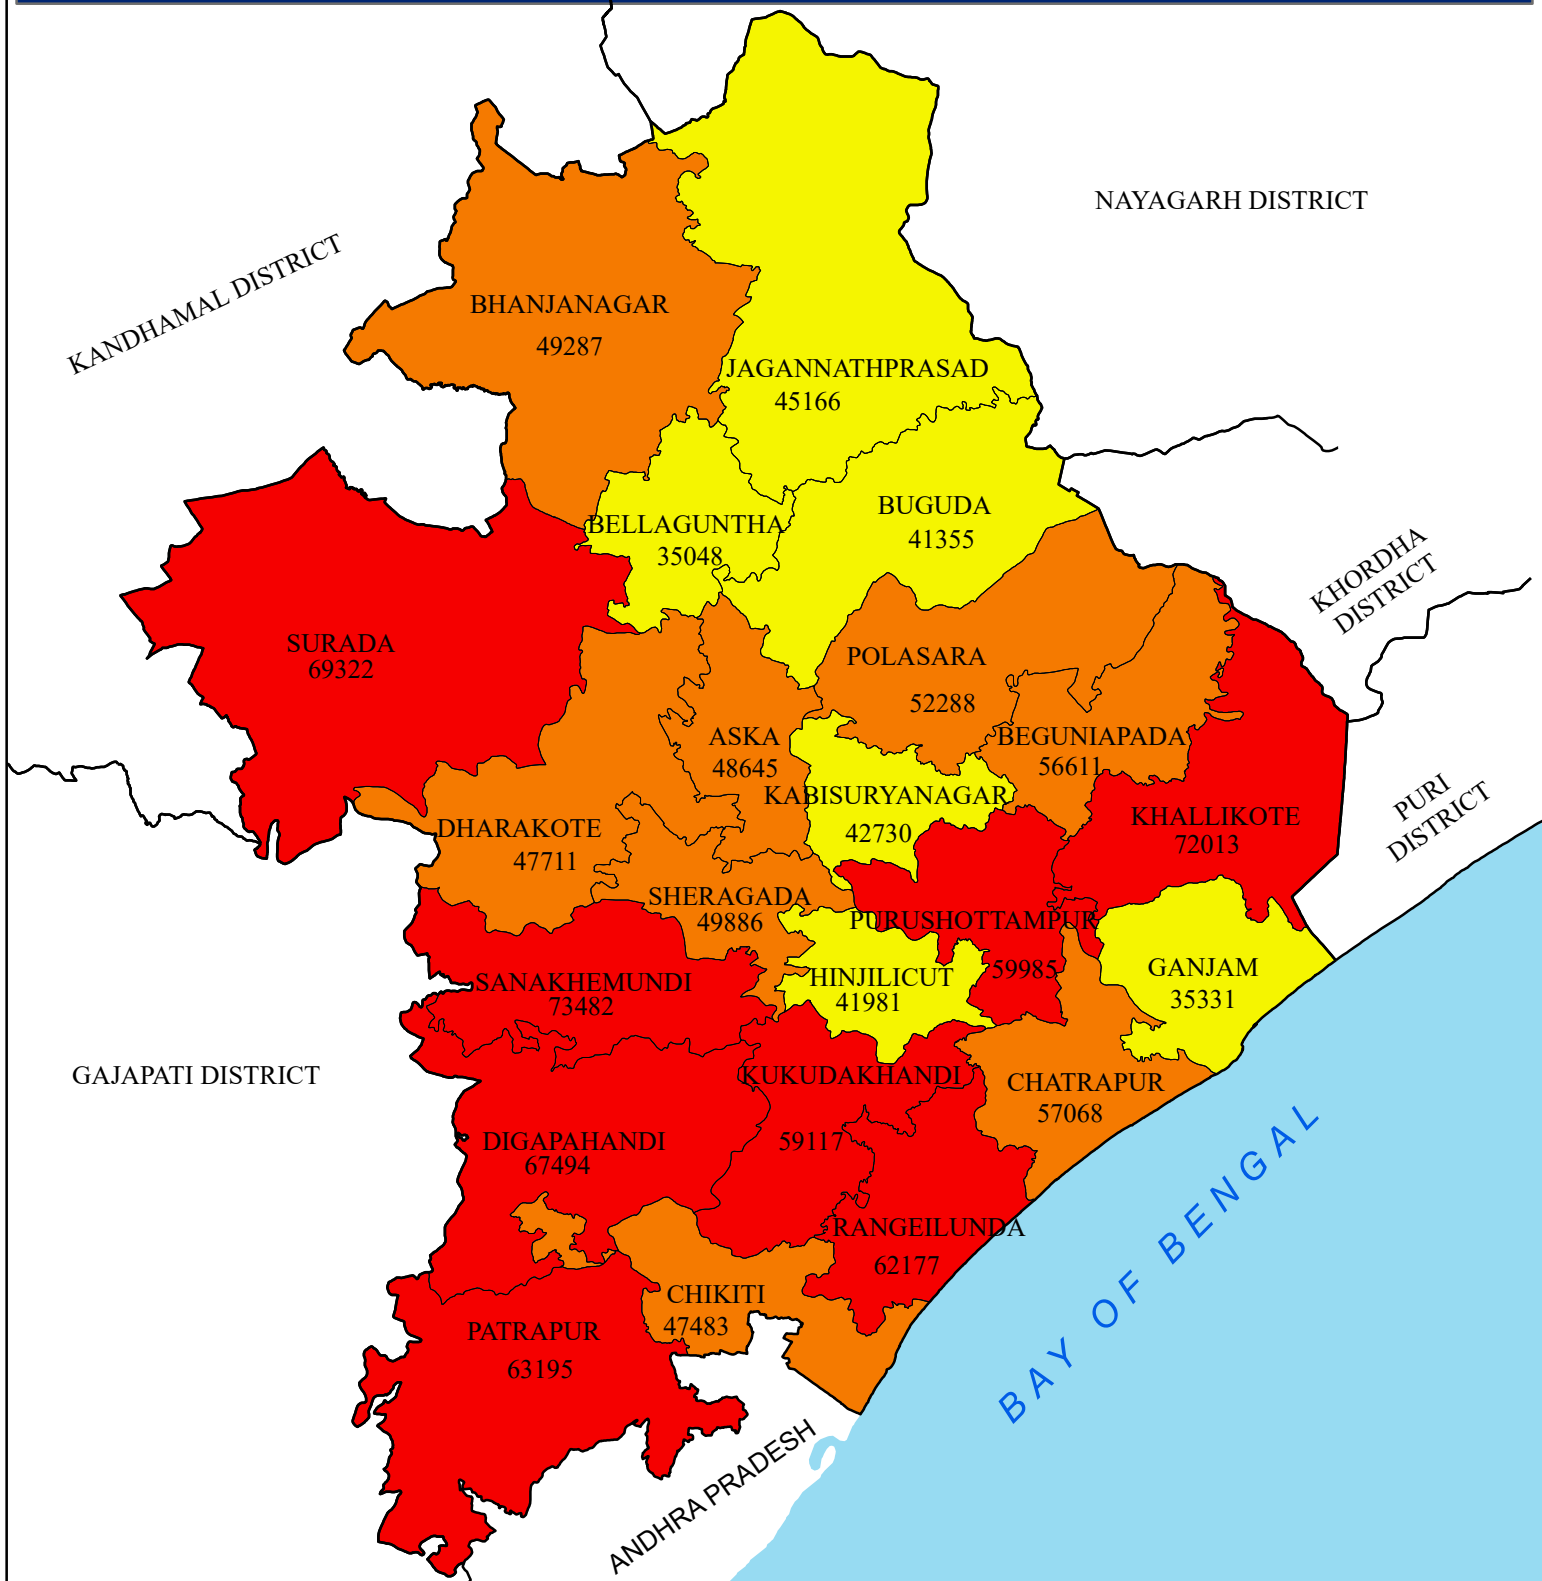 NAYAGARH DISTRICT
KANDHAMAL DISTRICT
BHANJANAGAR
49287
JAGANNATHPRASAD
45166
BUGUDA
41355
BELLAGUNTHA
35048
KHORDHA
DISTRICT
SURADA
69322
POLASARA
52288
ASKA
48645
BEGUNIAPADA
56611
KABISURYANAGAR
42730
KHALLIKOTE
72013
PURI
DISTRICT
DHARAKOTE
47711
SHERAGADA
49886
PURUSHOTTAMPUR
59985
SANAKHEMUNDI
73482
HINJILICUT
41981
GANJAM
35331
GAJAPATI DISTRICT
KUKUDAKHANDI
59117
CHATRAPUR
57068
DIGAPAHANDI
67494
RANGEILUNDA
62177
CHIKITI
47483
PATRAPUR
63195
BAY OF BENGAL
ANDHRA PRADESH